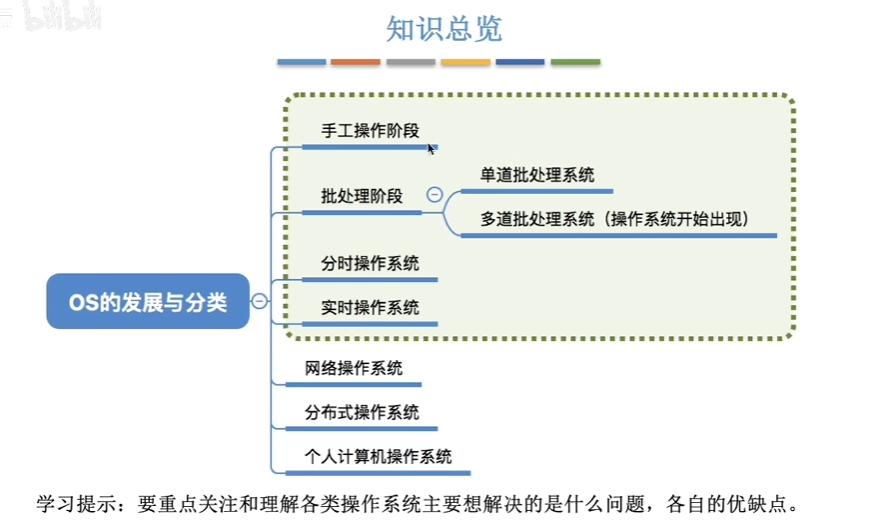 bilibili
知识总览
手工操作阶段
批处理阶段
单道批处理系统
多道批处理系统（操作系统开始出现）
分时操作系统
OS的发展与分类
实时操作系统
网络操作系统
分布式操作系统
个人计算机操作系统
学习提示：要重点关注和理解各类操作系统主要想解决的是什么问题，各自的优缺点。